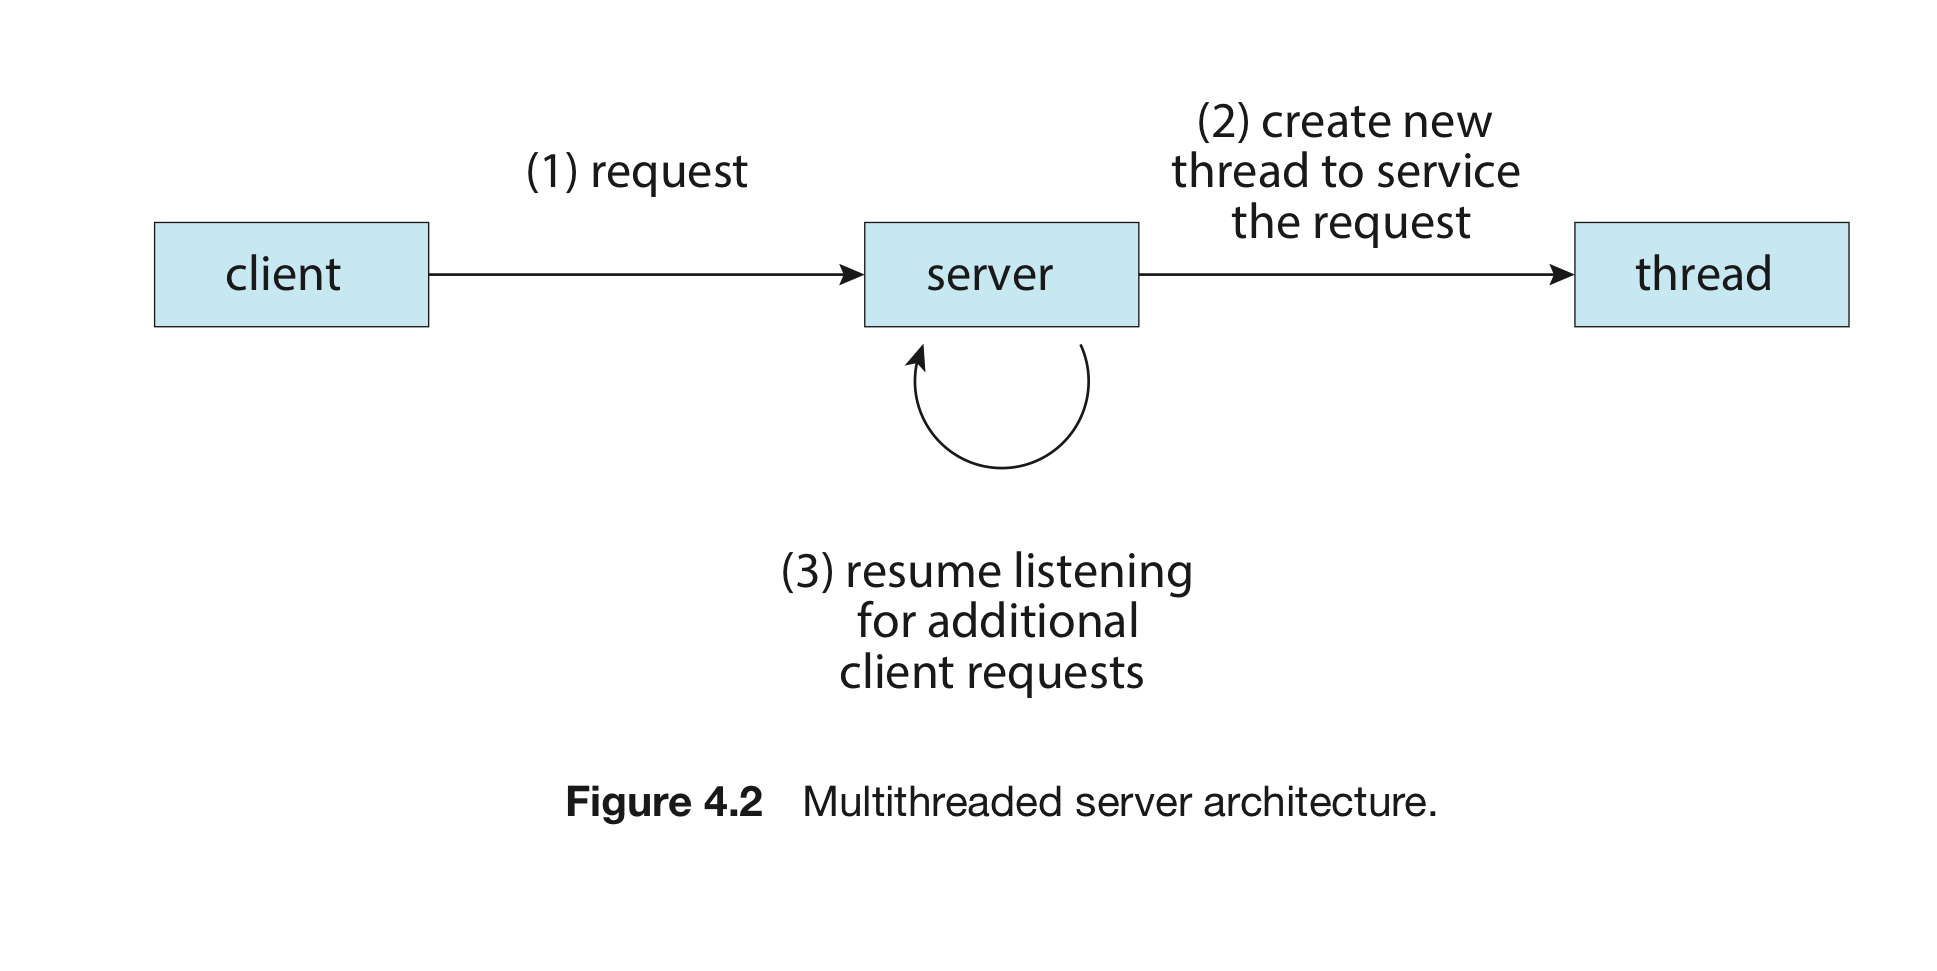 (1) request
(2) create new
thread to service
the request
client
server
thread
(3) resume listening
for additional
client requests
Figure 4.2 Multithreaded server architecture.